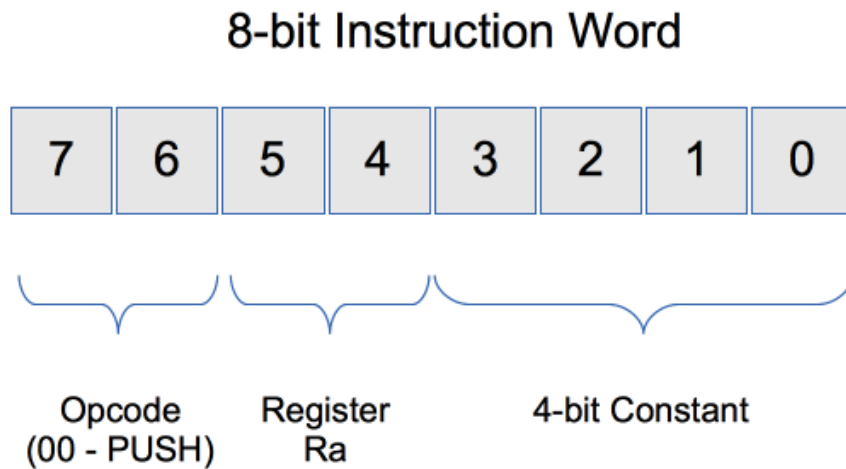 8-bit Instruction Word
7 6 5 4 3 2 1 0
Opcode Register 4-bit Constant
(00 - PUSH) Ra